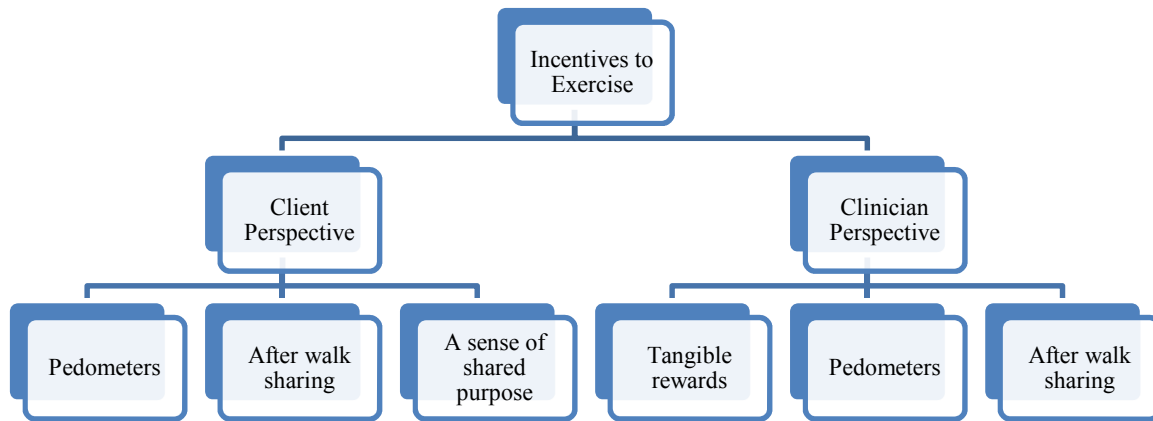 Incentives to
Exercise
Client
Perspective
Clinician
Perspective
Pedometers
After walk
sharing
A sense of
shared
purpose
Tangible
rewards
Pedometers
After walk
sharing